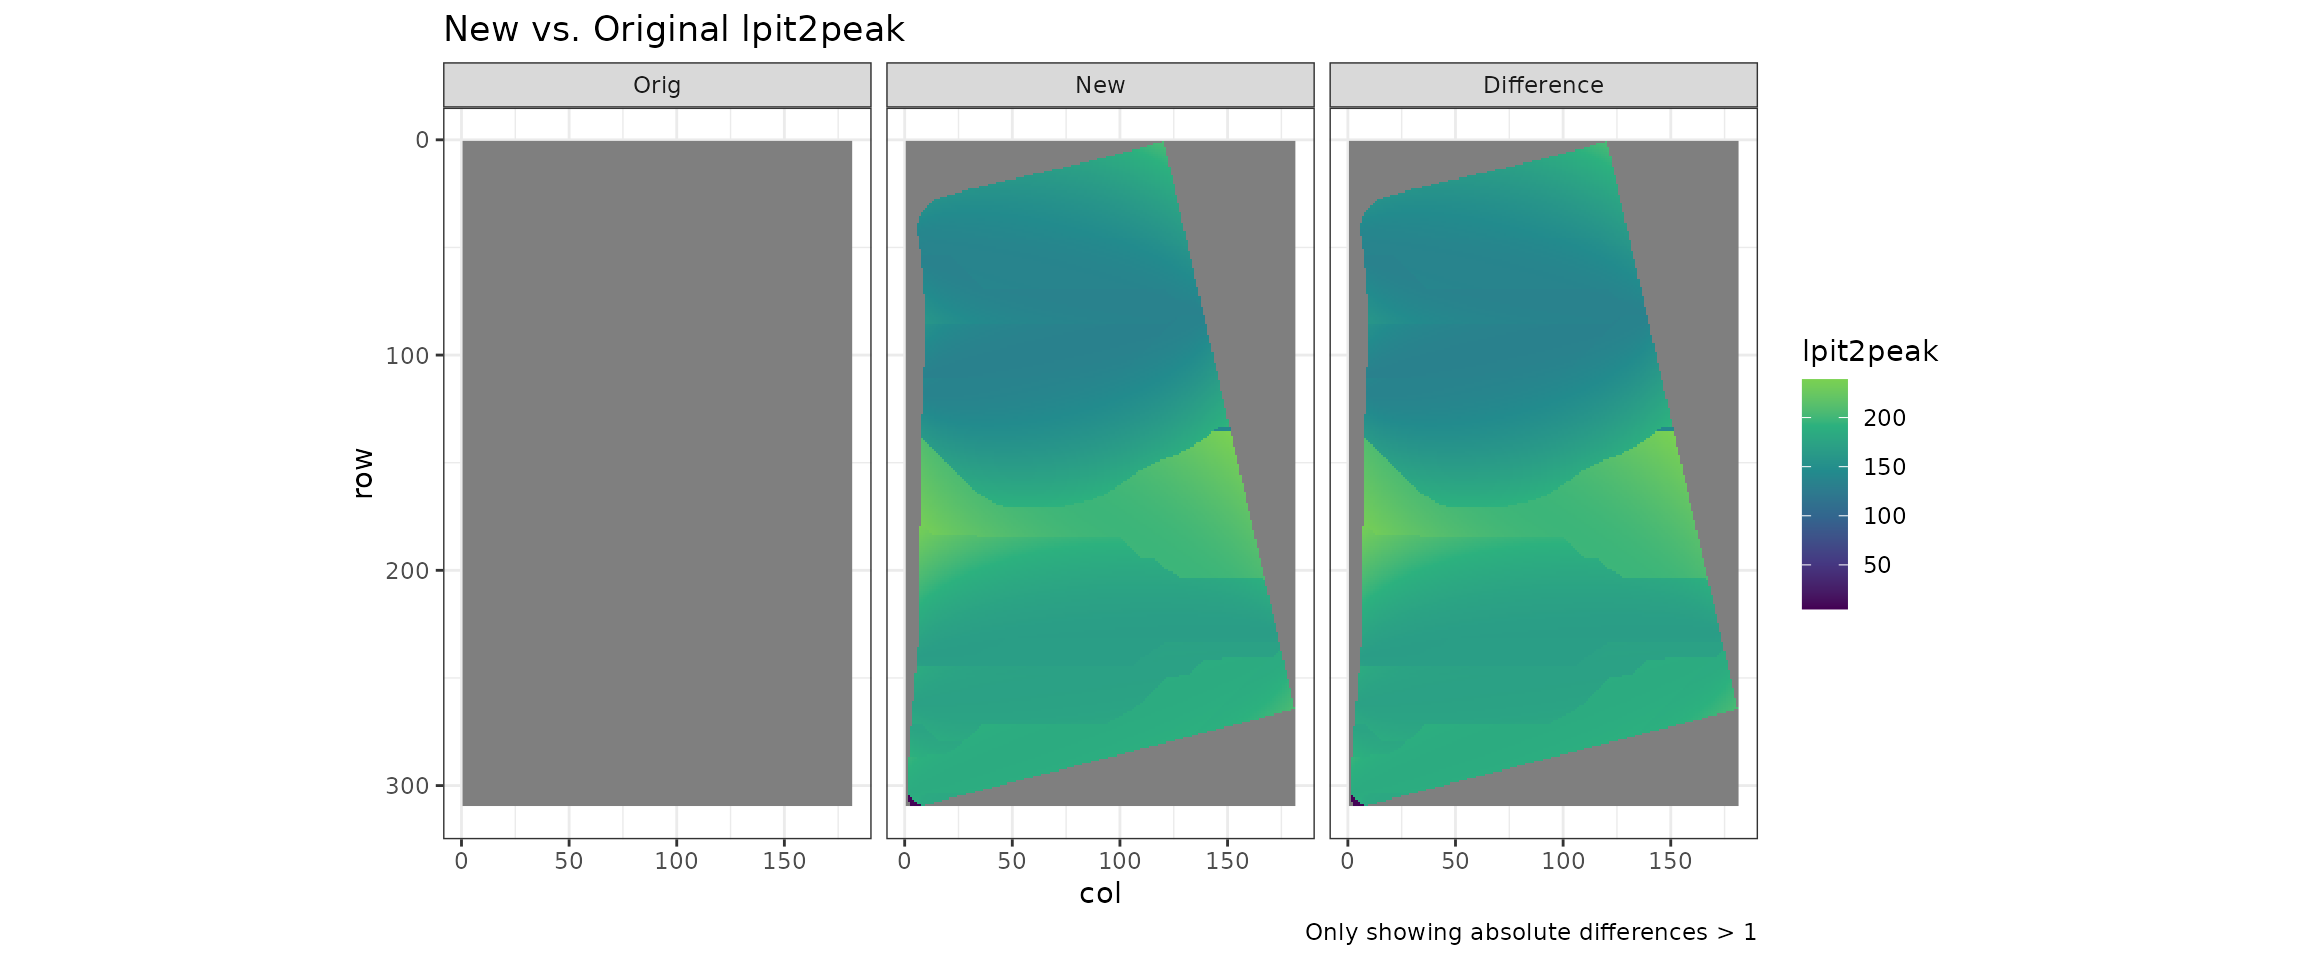 New vs. Original lpit2peak
Orig
New
Difference
0
100
200
300
row
0 50 100 150
0 50 100 150
0 50 100 150
col
lpit2peak
200
150
100
50
Only showing absolute differences > 1